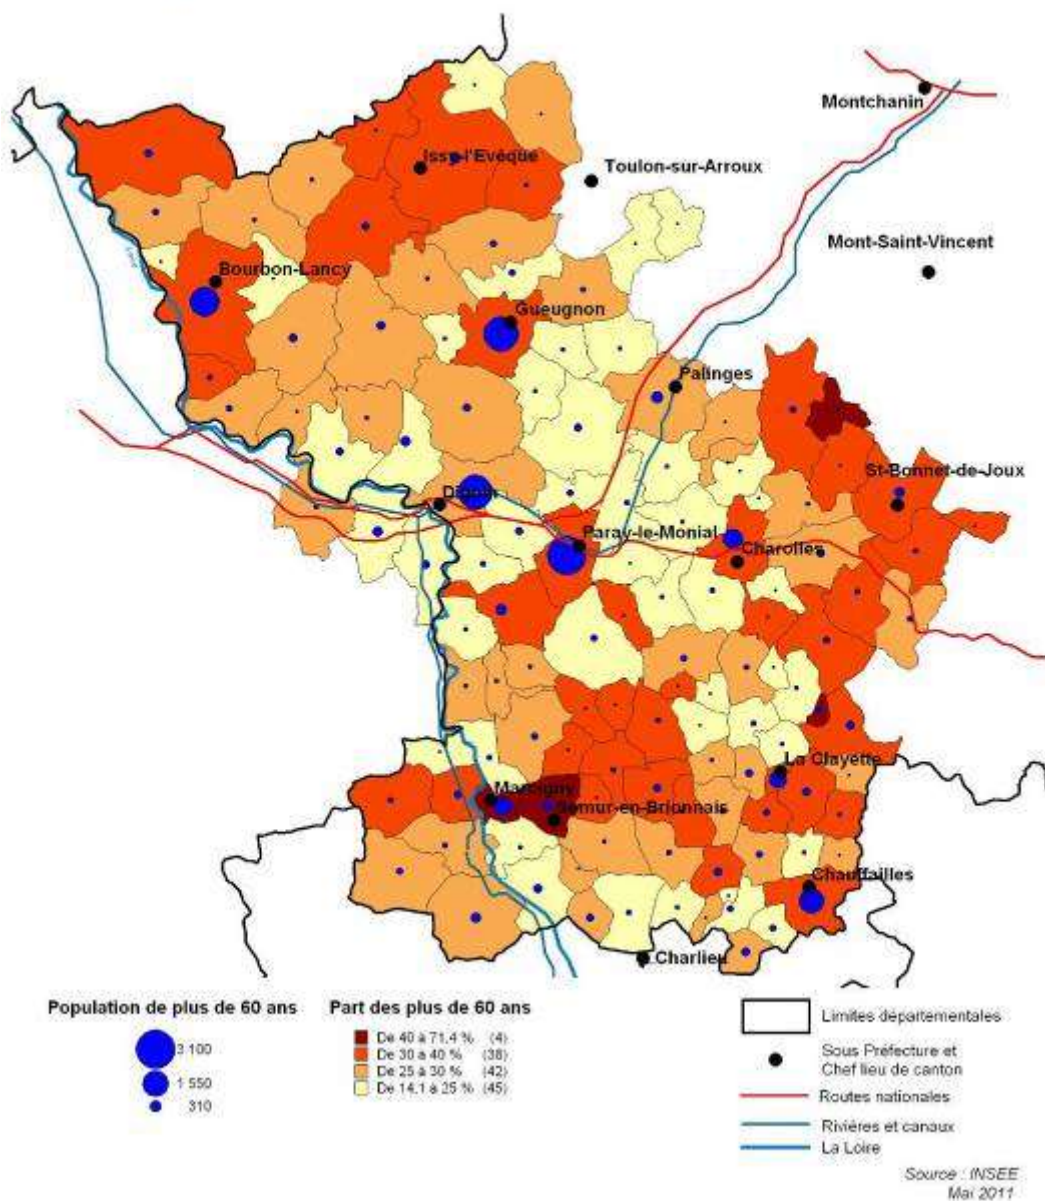 Montchanin
Issy-l'Evêque
Toulon-sur-Arroux
Mont-Saint-Vincent
Bourbon-Lancy
Gueugnon
Palinges
St-Bonnet-de-Joux
Digoin
Paray-le-Monial
Charolles
La Clayette
Marcigny
Semur-en-Brionnais
Chauffailles
Charlieu
Population de plus de 60 ans
3 100
1 550
310
Part des plus de 60 ans
De 40 à 71,4 % (4)
De 30 à 40 % (38)
De 25 à 30 % (42)
De 14,1 à 25 % (45)
Limites départementales
Sous Préfecture et
Chef lieu de canton
Routes nationales
Rivières et canaux
La Loire
Source : INSEE
Mai 2011